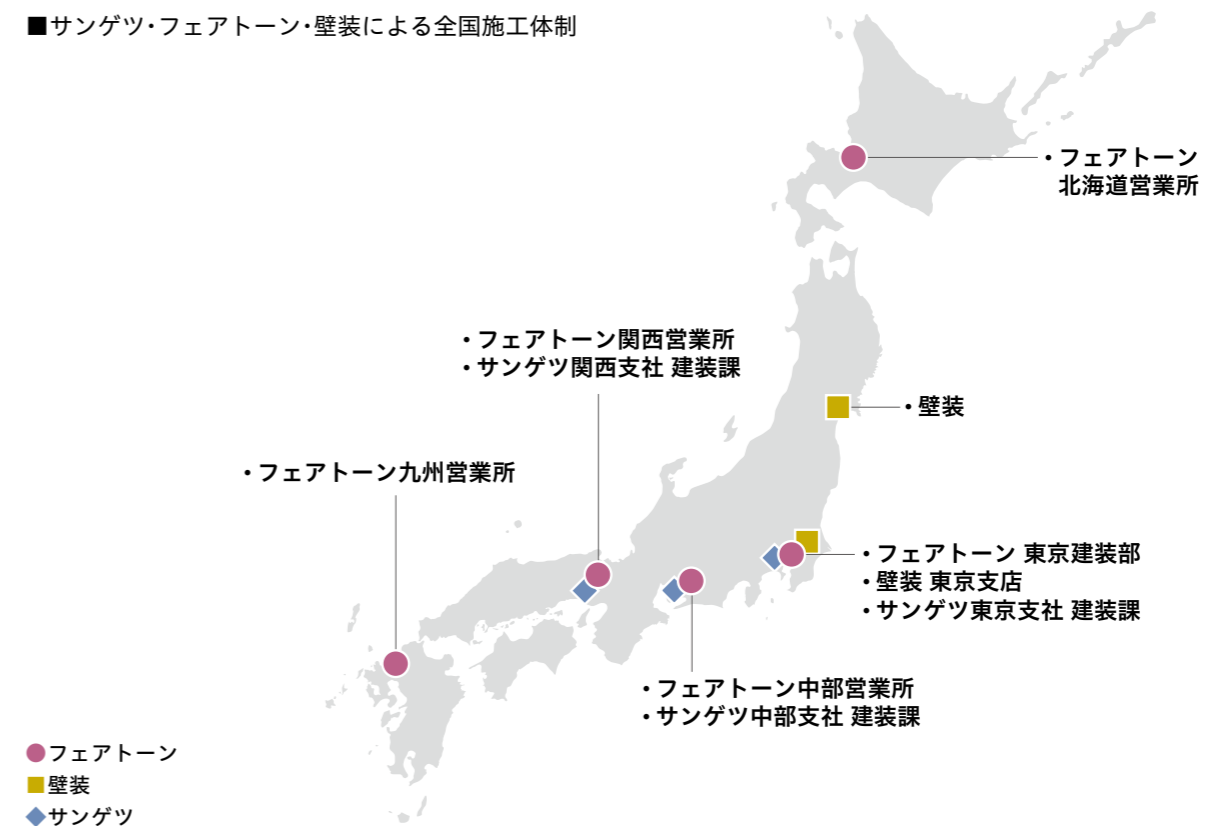 ■サンゲツ・フェアトーン・壁装による全国施工体制
・フェアトーン
北海道営業所
・フェアトーン関西営業所
・サンゲツ関西支社 建装課
・壁装
・フェアトーン九州営業所
・フェアトーン 東京建装部
・壁装 東京支店
・サンゲツ東京支社 建装課
・フェアトーン中部営業所
・サンゲツ中部支社 建装課
●フェアトーン
■壁装
◆サンゲツ